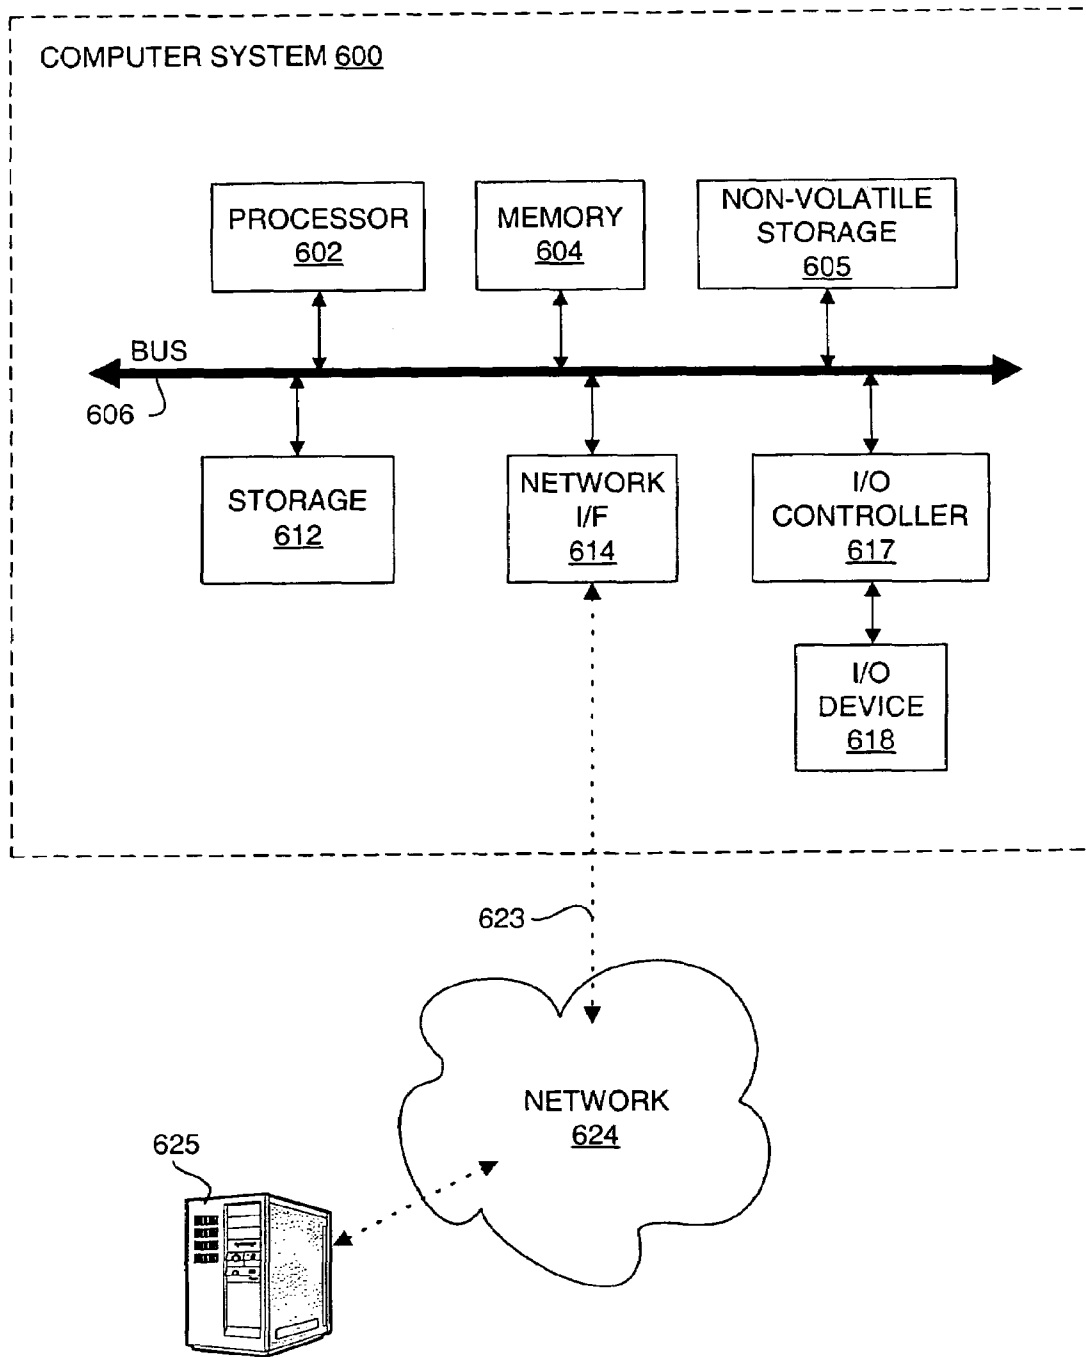 COMPUTER SYSTEM 600
PROCESSOR
602
MEMORY
604
NON-VOLATILE
STORAGE
605
BUS
606
STORAGE
612
NETWORK
I/F
614
I/O
CONTROLLER
617
I/O
DEVICE
618
623
NETWORK
624
625